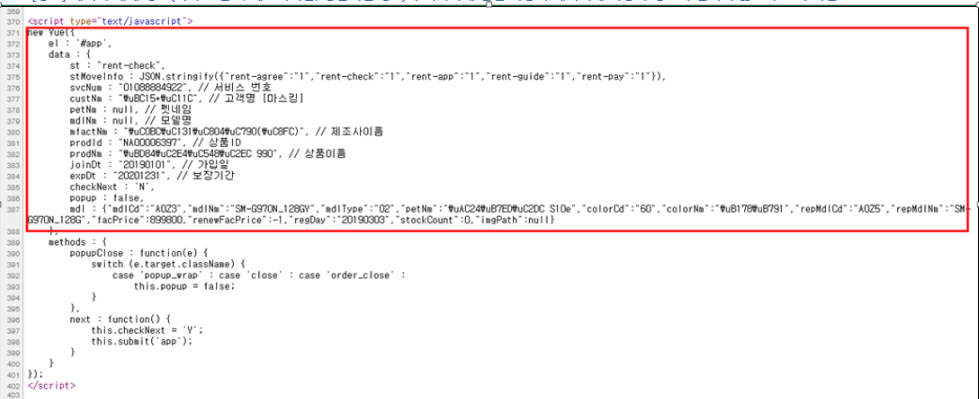 369
370 <script type="text/javascript">
371 new Vue({
372 el : '#app',
373 data : {
374 st : "rent-check",
375 stMoveInfo : JSON.stringify({"rent-agree":"1","rent-check":"1","rent-app":"1","rent-guide":"1","rent-pay":"1"}),
376 svcNum : "01088884922", // 서비스 번호
377 custNm : "₩uBC15*₩uC11C", // 고객명 [마스킹]
378 petNm : null, // 펫네임
379 mdlNm : null, // 모델명
380 mfactNm : "₩uC0BC₩uC131₩uC804₩uC790(₩uC8FC)", // 제조사이름
381 prodId : "NA00006397", // 상품ID
382 prodNm : "₩uBD84₩uC2E4₩uC548₩uC2EC 990", // 상품이름
383 joinDt : "20190101", // 가입일
384 expDt : "20201231", // 보장기간
385 checkNext : 'N',
386 popup : false,
387 mdl : {"mdlCd":"A0Z3","mdlNm":"SM-G970N_128GY","mdlType":"02","petNm":"₩uAC24₩uB7ED₩uC2DC S10e","colorCd":"60","colorNm":"₩uB178₩uB791","repMdlCd":"A0Z5","repMdlNm":"SM-
G970N_128G","facPrice":899800,"renewFacPrice":-1,"regDay":"20190303","stockCount":0,"imgPath":null}
388 },
389 methods : {
390 popupClose : function(e) {
391 switch (e.target.className) {
392 case 'popup_wrap' : case 'close' : case 'order_close' :
393 this.popup = false;
394 }
395 },
396 next : function() {
397 this.checkNext = 'Y';
398 this.submit('app');
399 }
400 }
401 });
402 </script>
403